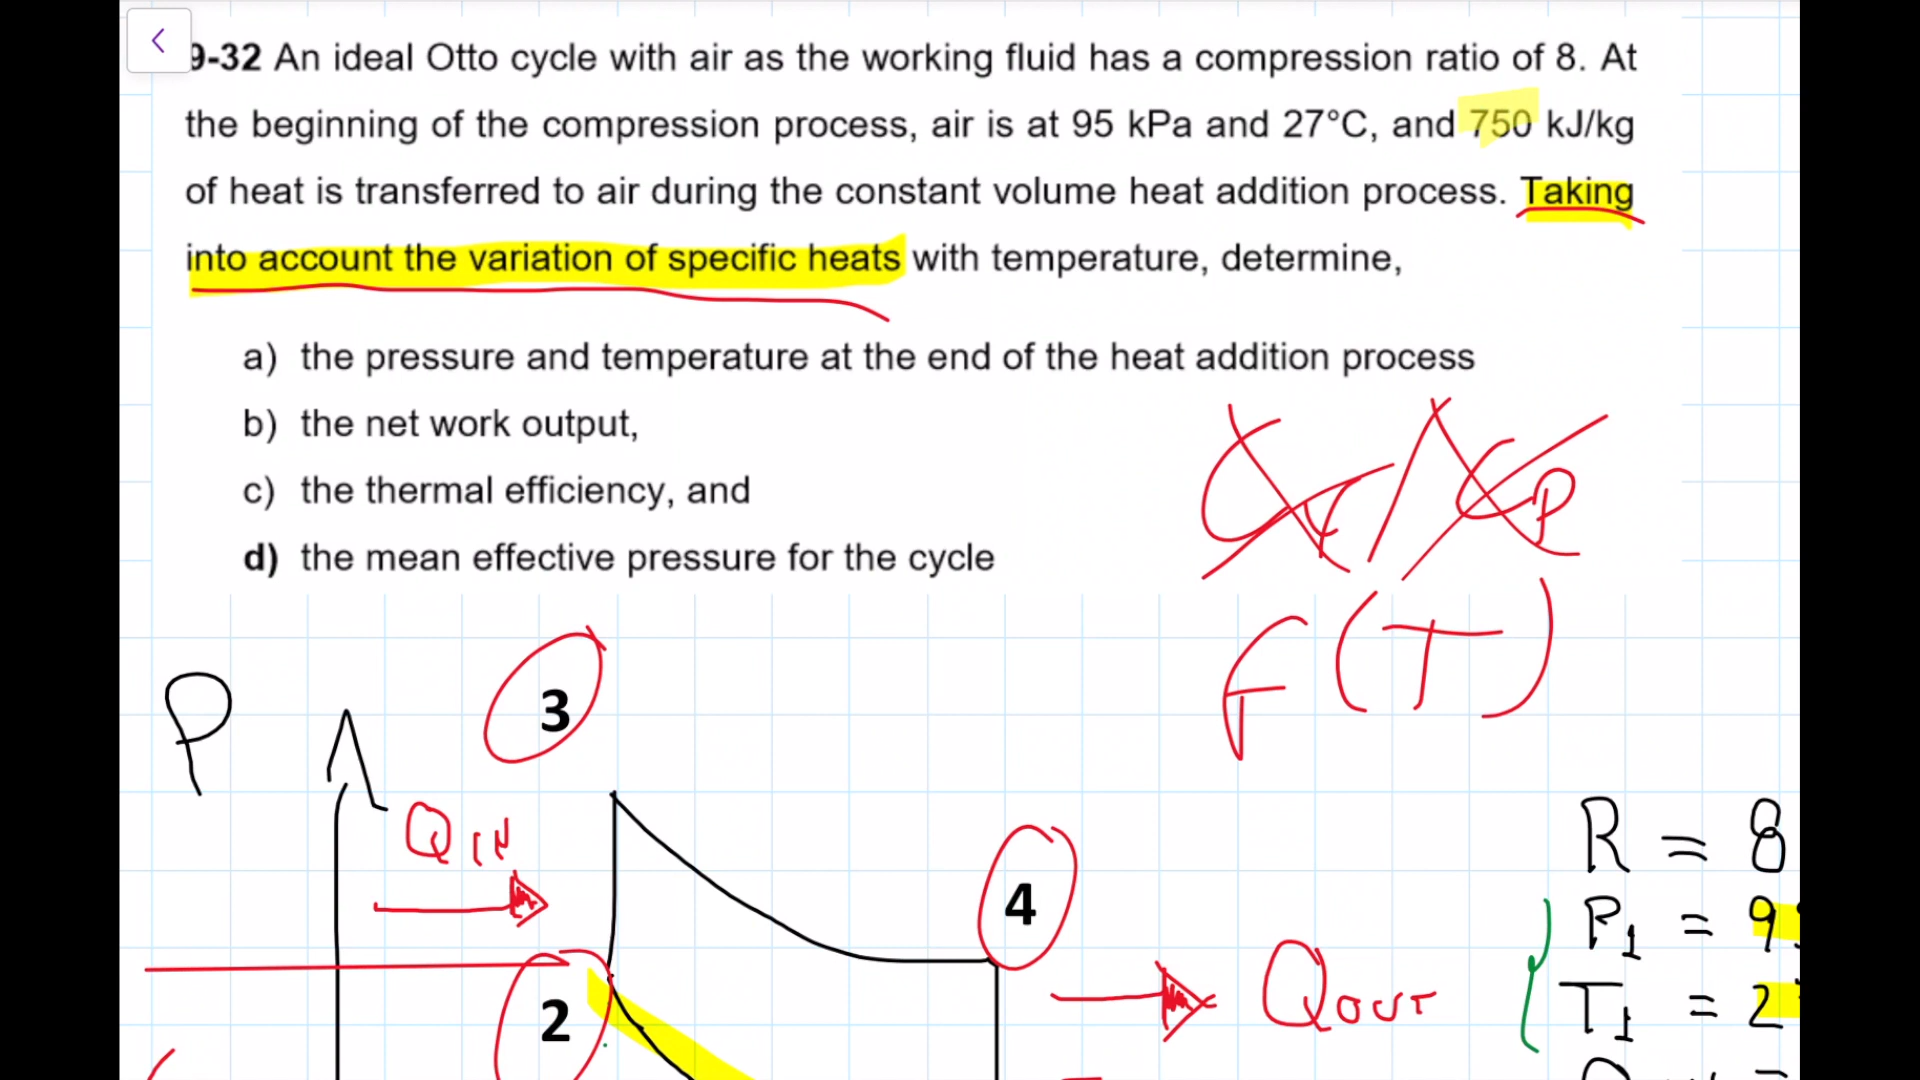 9-32 An ideal Otto cycle with air as the working fluid has a compression ratio of 8. At
the beginning of the compression process, air is at 95 kPa and 27°C, and 750 kJ/kg
of heat is transferred to air during the constant volume heat addition process. Taking
into account the variation of specific heats with temperature, determine,
a) the pressure and temperature at the end of the heat addition process
b) the net work output,
c) the thermal efficiency, and
d) the mean effective pressure for the cycle
Cv / Cp
F (T)
P
3
QIN
R = 8
4
P1 = 9
2
QOUT
T1 = 2